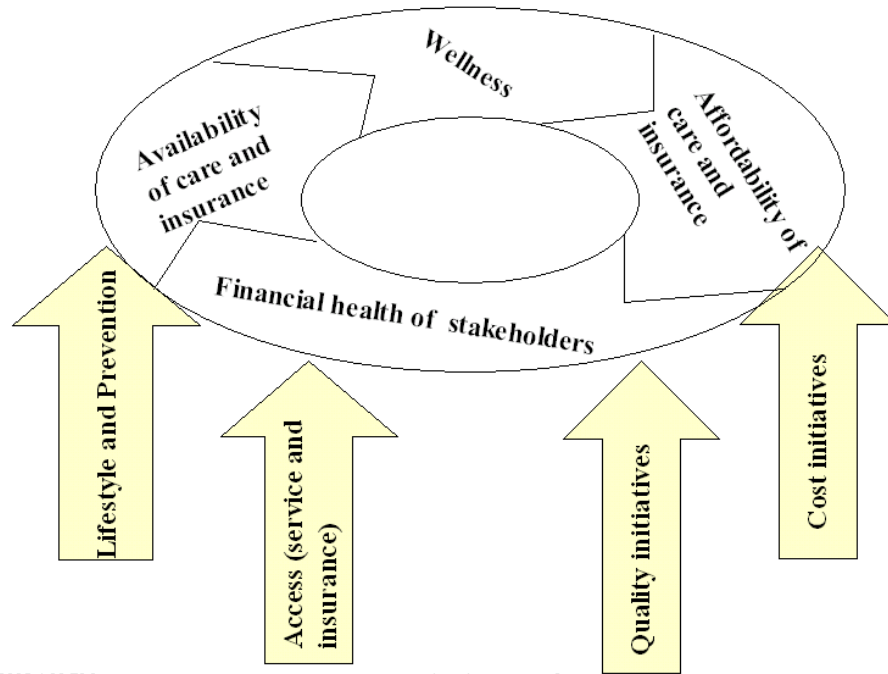 Wellness
Affordability of
care and
insurance
Availability
of care and
insurance
Financial health of stakeholders
Lifestyle and Prevention
Access (service and
insurance)
Quality initiatives
Cost initiatives